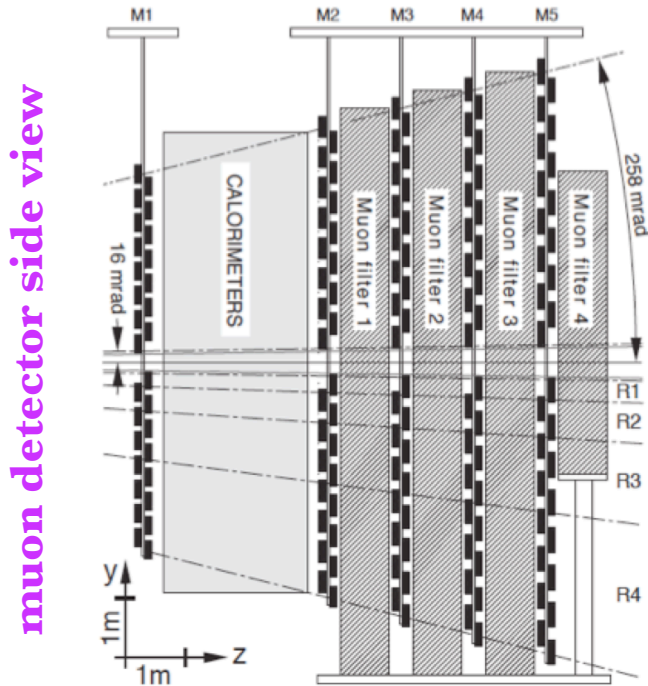 M1
M2
M3
M4
M5
muon detector side view
258 mrad
16 mrad
CALORIMETERS
Muon filter 1
Muon filter 2
Muon filter 3
Muon filter 4
R1
R2
R3
R4
y
1m
z
1m